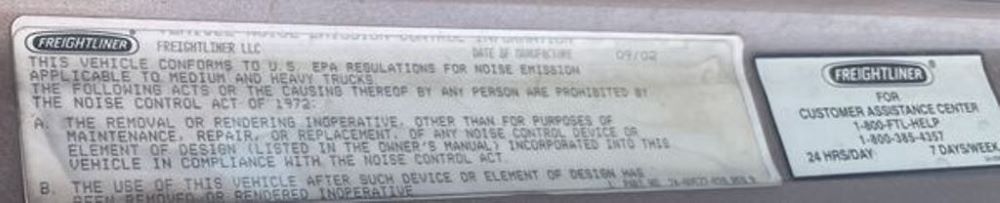 VEHICLE NOISE EMISSION CONTROL INFORMATION
FREIGHTLINER
FREIGHTLINER LLC
DATE OF MANUFACTURE 09/02
THIS VEHICLE CONFORMS TO U.S. EPA REGULATIONS FOR NOISE EMISSION
APPLICABLE TO MEDIUM AND HEAVY TRUCKS
THE FOLLOWING ACTS OR THE CAUSING THEREOF BY ANY PERSON ARE PROHIBITED BY
THE NOISE CONTROL ACT OF 1972:
A. THE REMOVAL OR RENDERING INOPERATIVE, OTHER THAN FOR PURPOSES OF
MAINTENANCE, REPAIR, OR REPLACEMENT, OF ANY NOISE CONTROL DEVICE OR
ELEMENT OF DESIGN (LISTED IN THE OWNER'S MANUAL) INCORPORATED INTO THIS
VEHICLE IN COMPLIANCE WITH THE NOISE CONTROL ACT.
B. THE USE OF THIS VEHICLE AFTER SUCH DEVICE OR ELEMENT OF DESIGN HAS
BEEN REMOVED OR RENDERED INOPERATIVE
FREIGHTLINER
FOR
CUSTOMER ASSISTANCE CENTER
1-800-FTL-HELP
1-800-385-4357
24 HRS/DAY 7 DAYS/WEEK